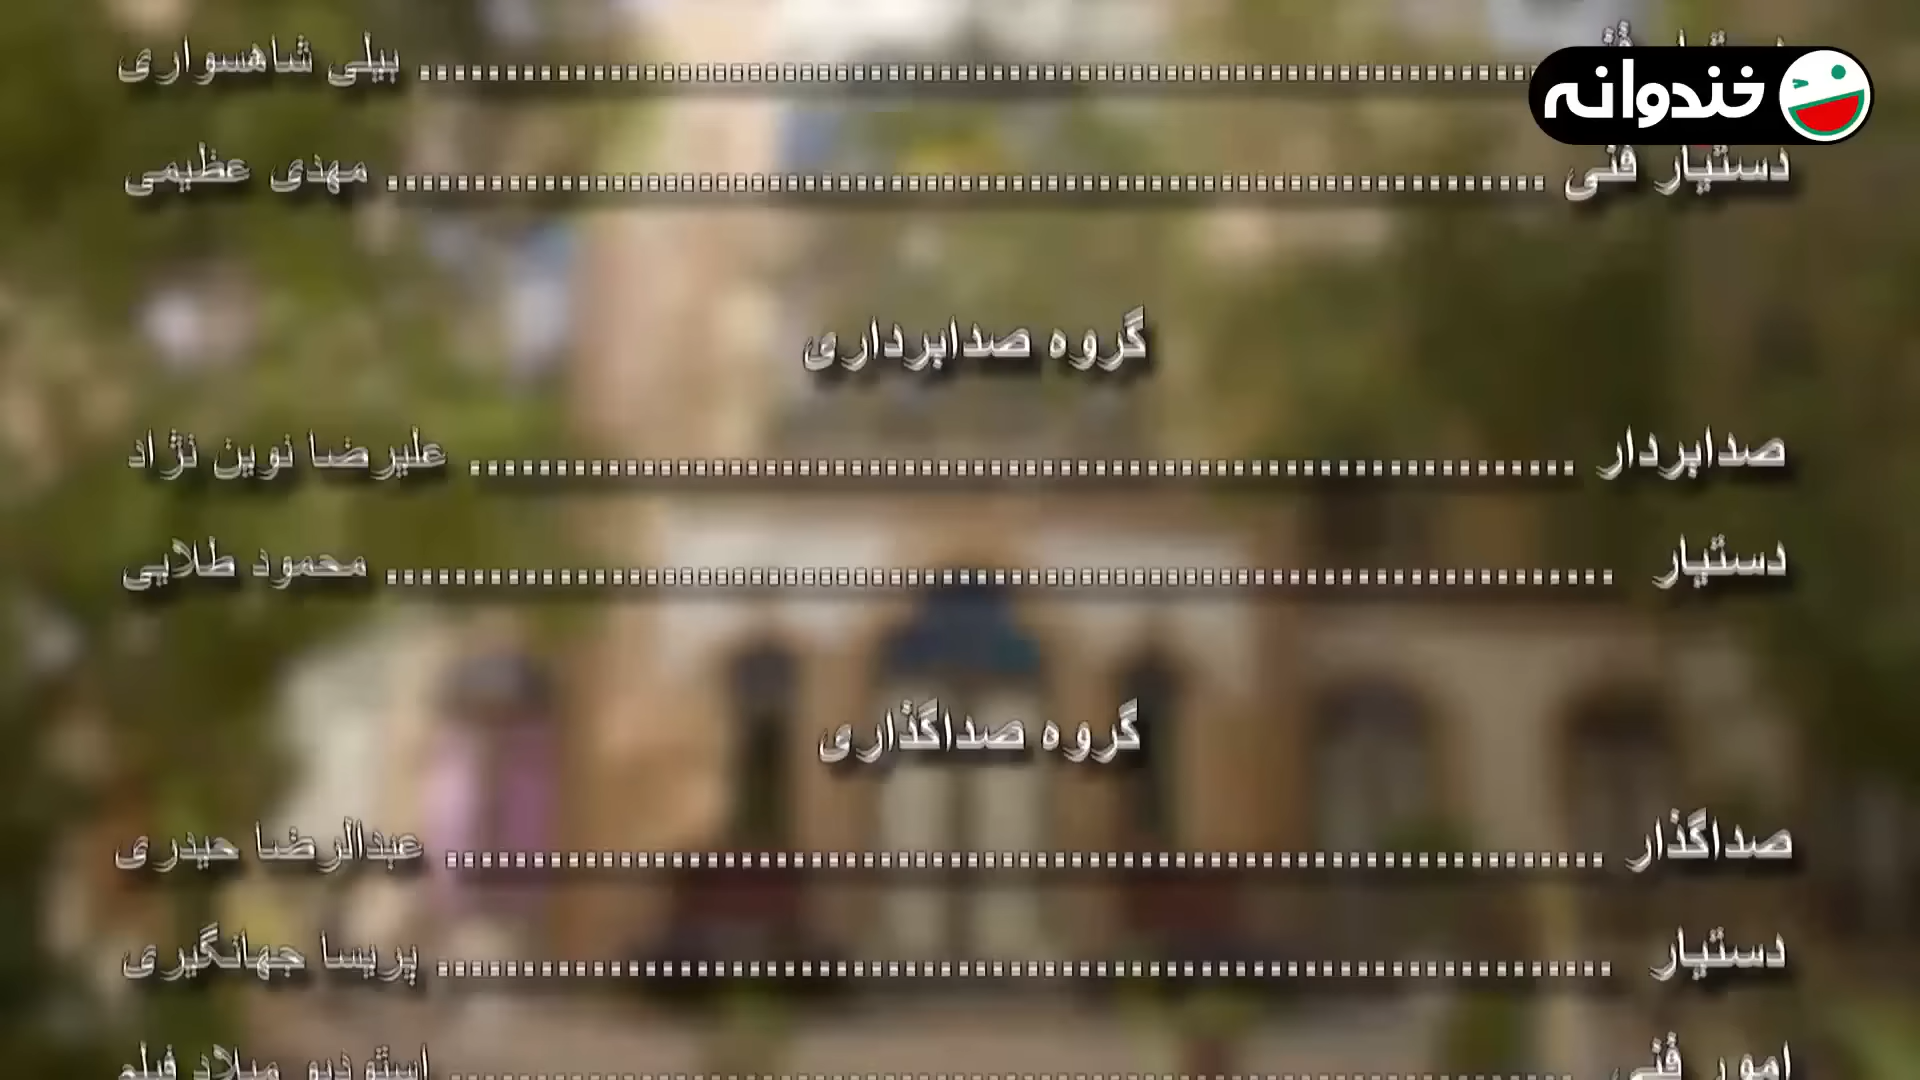 خندوانه
بیلی شاهسواری ................................................
دستیار فنی ................................................ مهدی عظیمی
گروه صدابرداری
صدابردار ................................................ علیرضا نوین نژاد
دستیار ................................................ محمود طلایی
گروه صداگذاری
صداگذار ................................................ عبدالرضا حیدری
دستیار ................................................ پریسا جهانگیری
امور فنی ................................................ استودیو میلاد فیلم